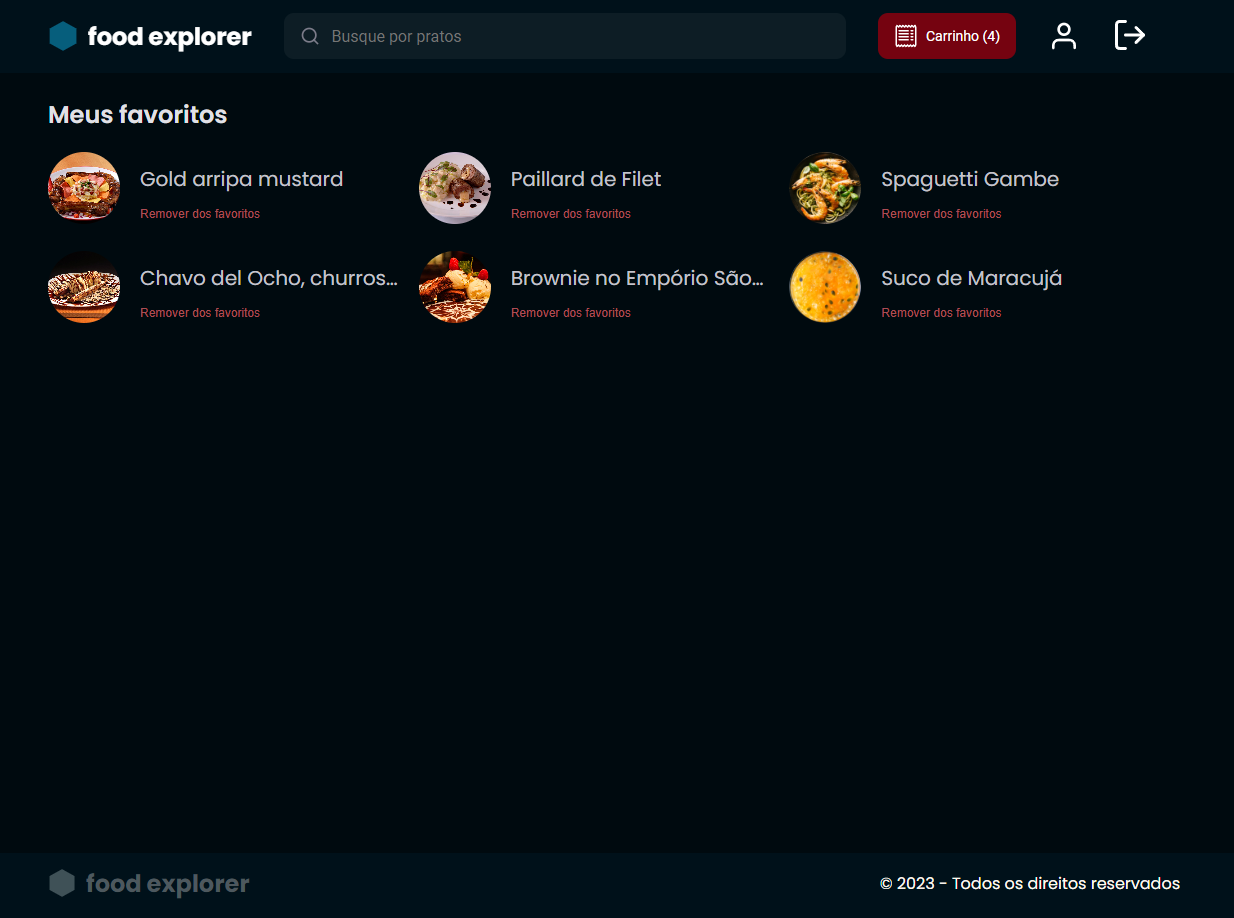 food explorer
Busque por pratos
Carrinho (4)
Meus favoritos
Gold arripa mustard
Remover dos favoritos
Paillard de Filet
Remover dos favoritos
Spaguetti Gambe
Remover dos favoritos
Chavo del Ocho, churros...
Remover dos favoritos
Brownie no Empório São...
Remover dos favoritos
Suco de Maracujá
Remover dos favoritos
food explorer
© 2023 - Todos os direitos reservados